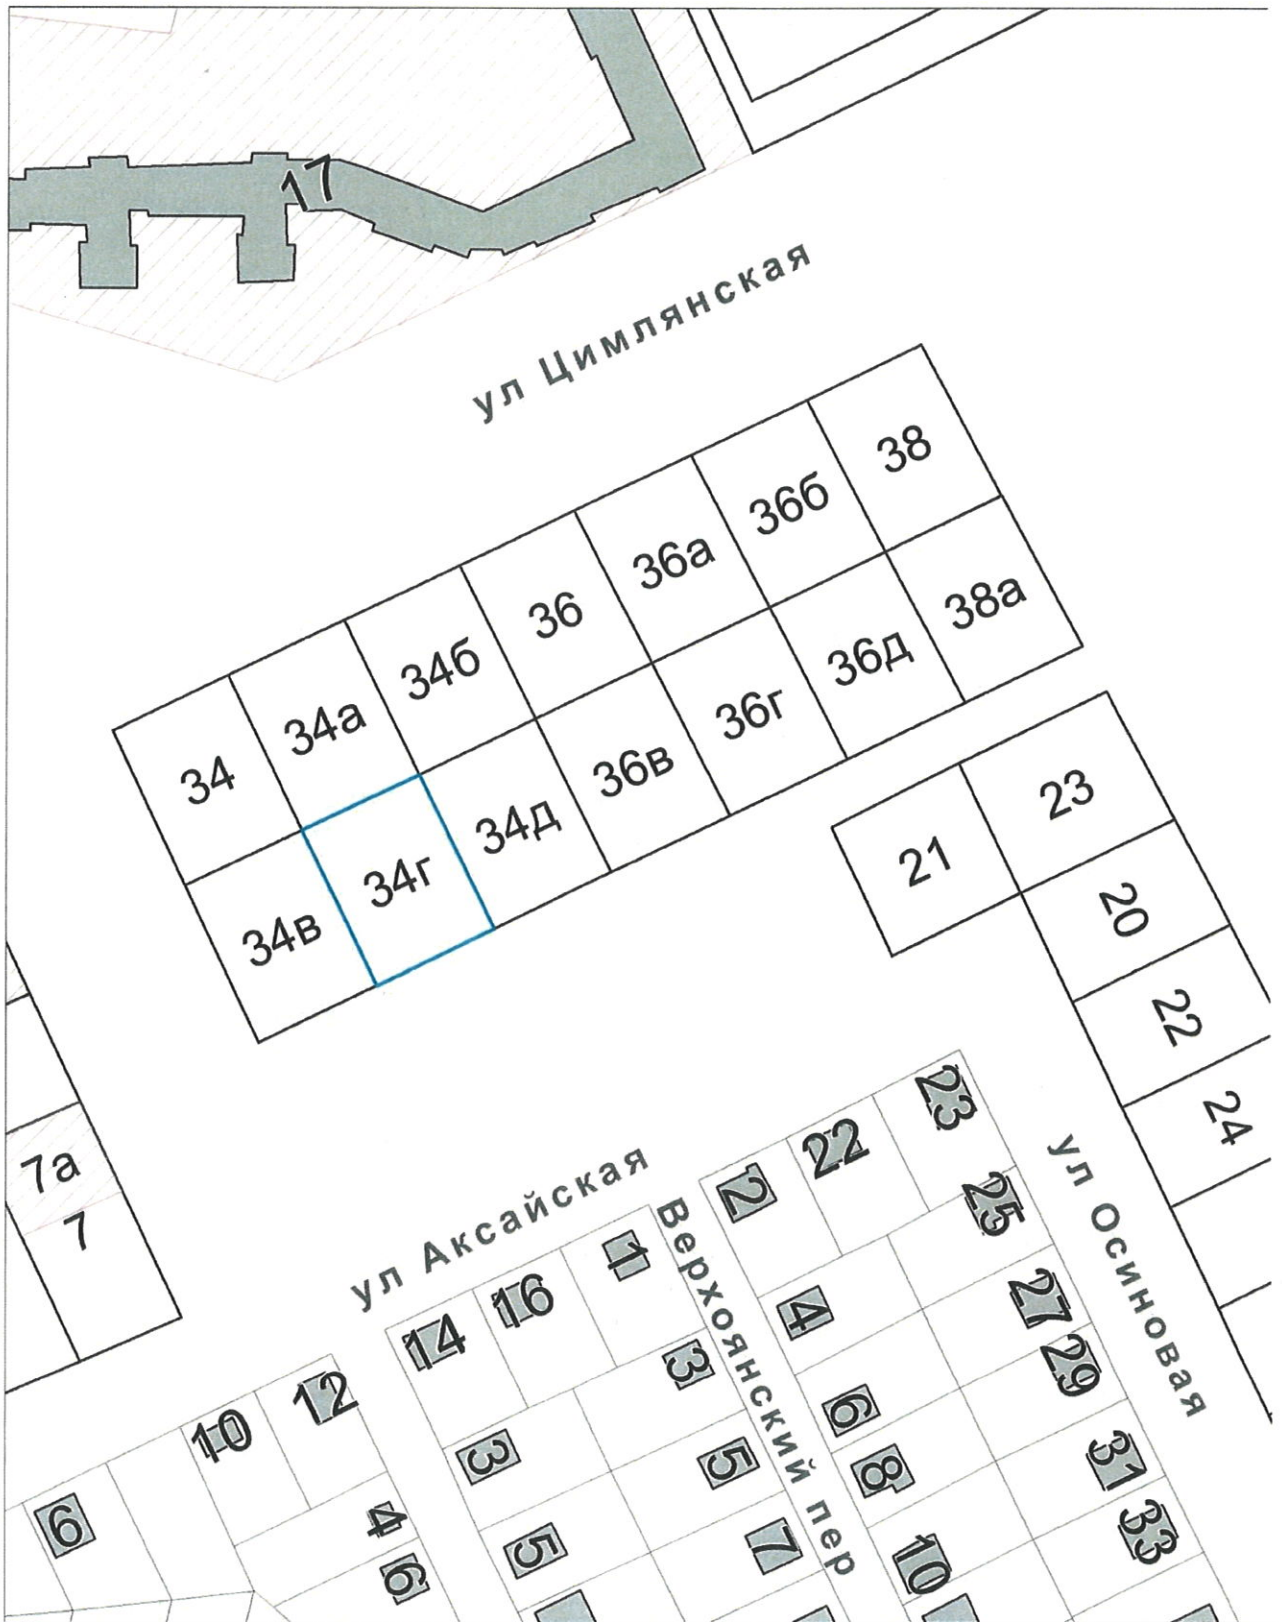 17
ул Цимлянская
38
36б
36а
36
34б
34а
34
38а
36д
36г
36в
34д
34г
34в
23
21
20
22
24
7а
7
ул Аксайская
Верхоянский пер
ул Осиновая
23
22
2
25
1
16
14
4
27
3
29
12
10
6
3
5
8
31
6
4
5
7
33
10
6